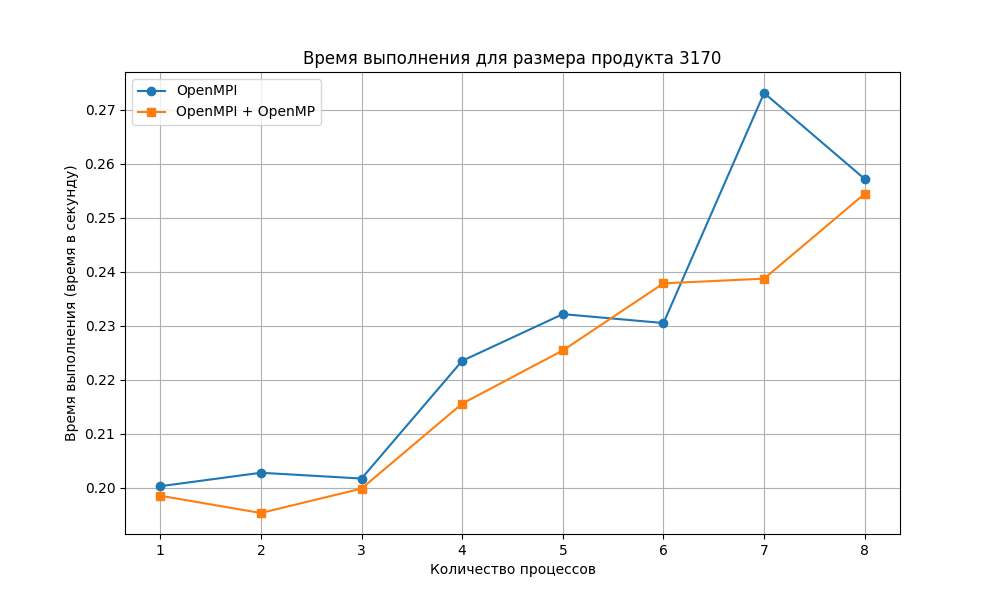 Время выполнения для размера продукта 3170
OpenMPI
OpenMPI + OpenMP
Время выполнения (время в секунду)
0.27
0.26
0.25
0.24
0.23
0.22
0.21
0.20
1 2 3 4 5 6 7 8
Количество процессов